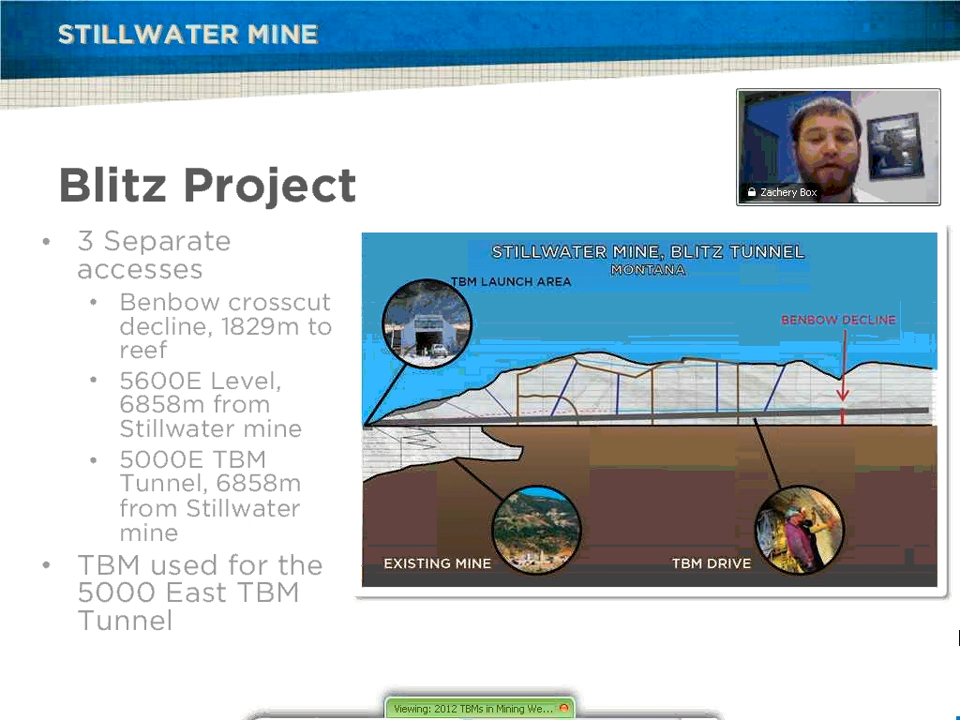 STILLWATER MINE
Zachery Box
Blitz Project
• 3 Separate
accesses
• Benbow crosscut
decline, 1829m to
reef
• 5600E Level,
6858m from
Stillwater mine
• 5000E TBM
Tunnel, 6858m
from Stillwater
mine
• TBM used for the
5000 East TBM
Tunnel
STILLWATER MINE, BLITZ TUNNEL
MONTANA
TBM LAUNCH AREA
BENBOW DECLINE
EXISTING MINE
TBM DRIVE
Viewing: 2012 TBMs in Mining We...